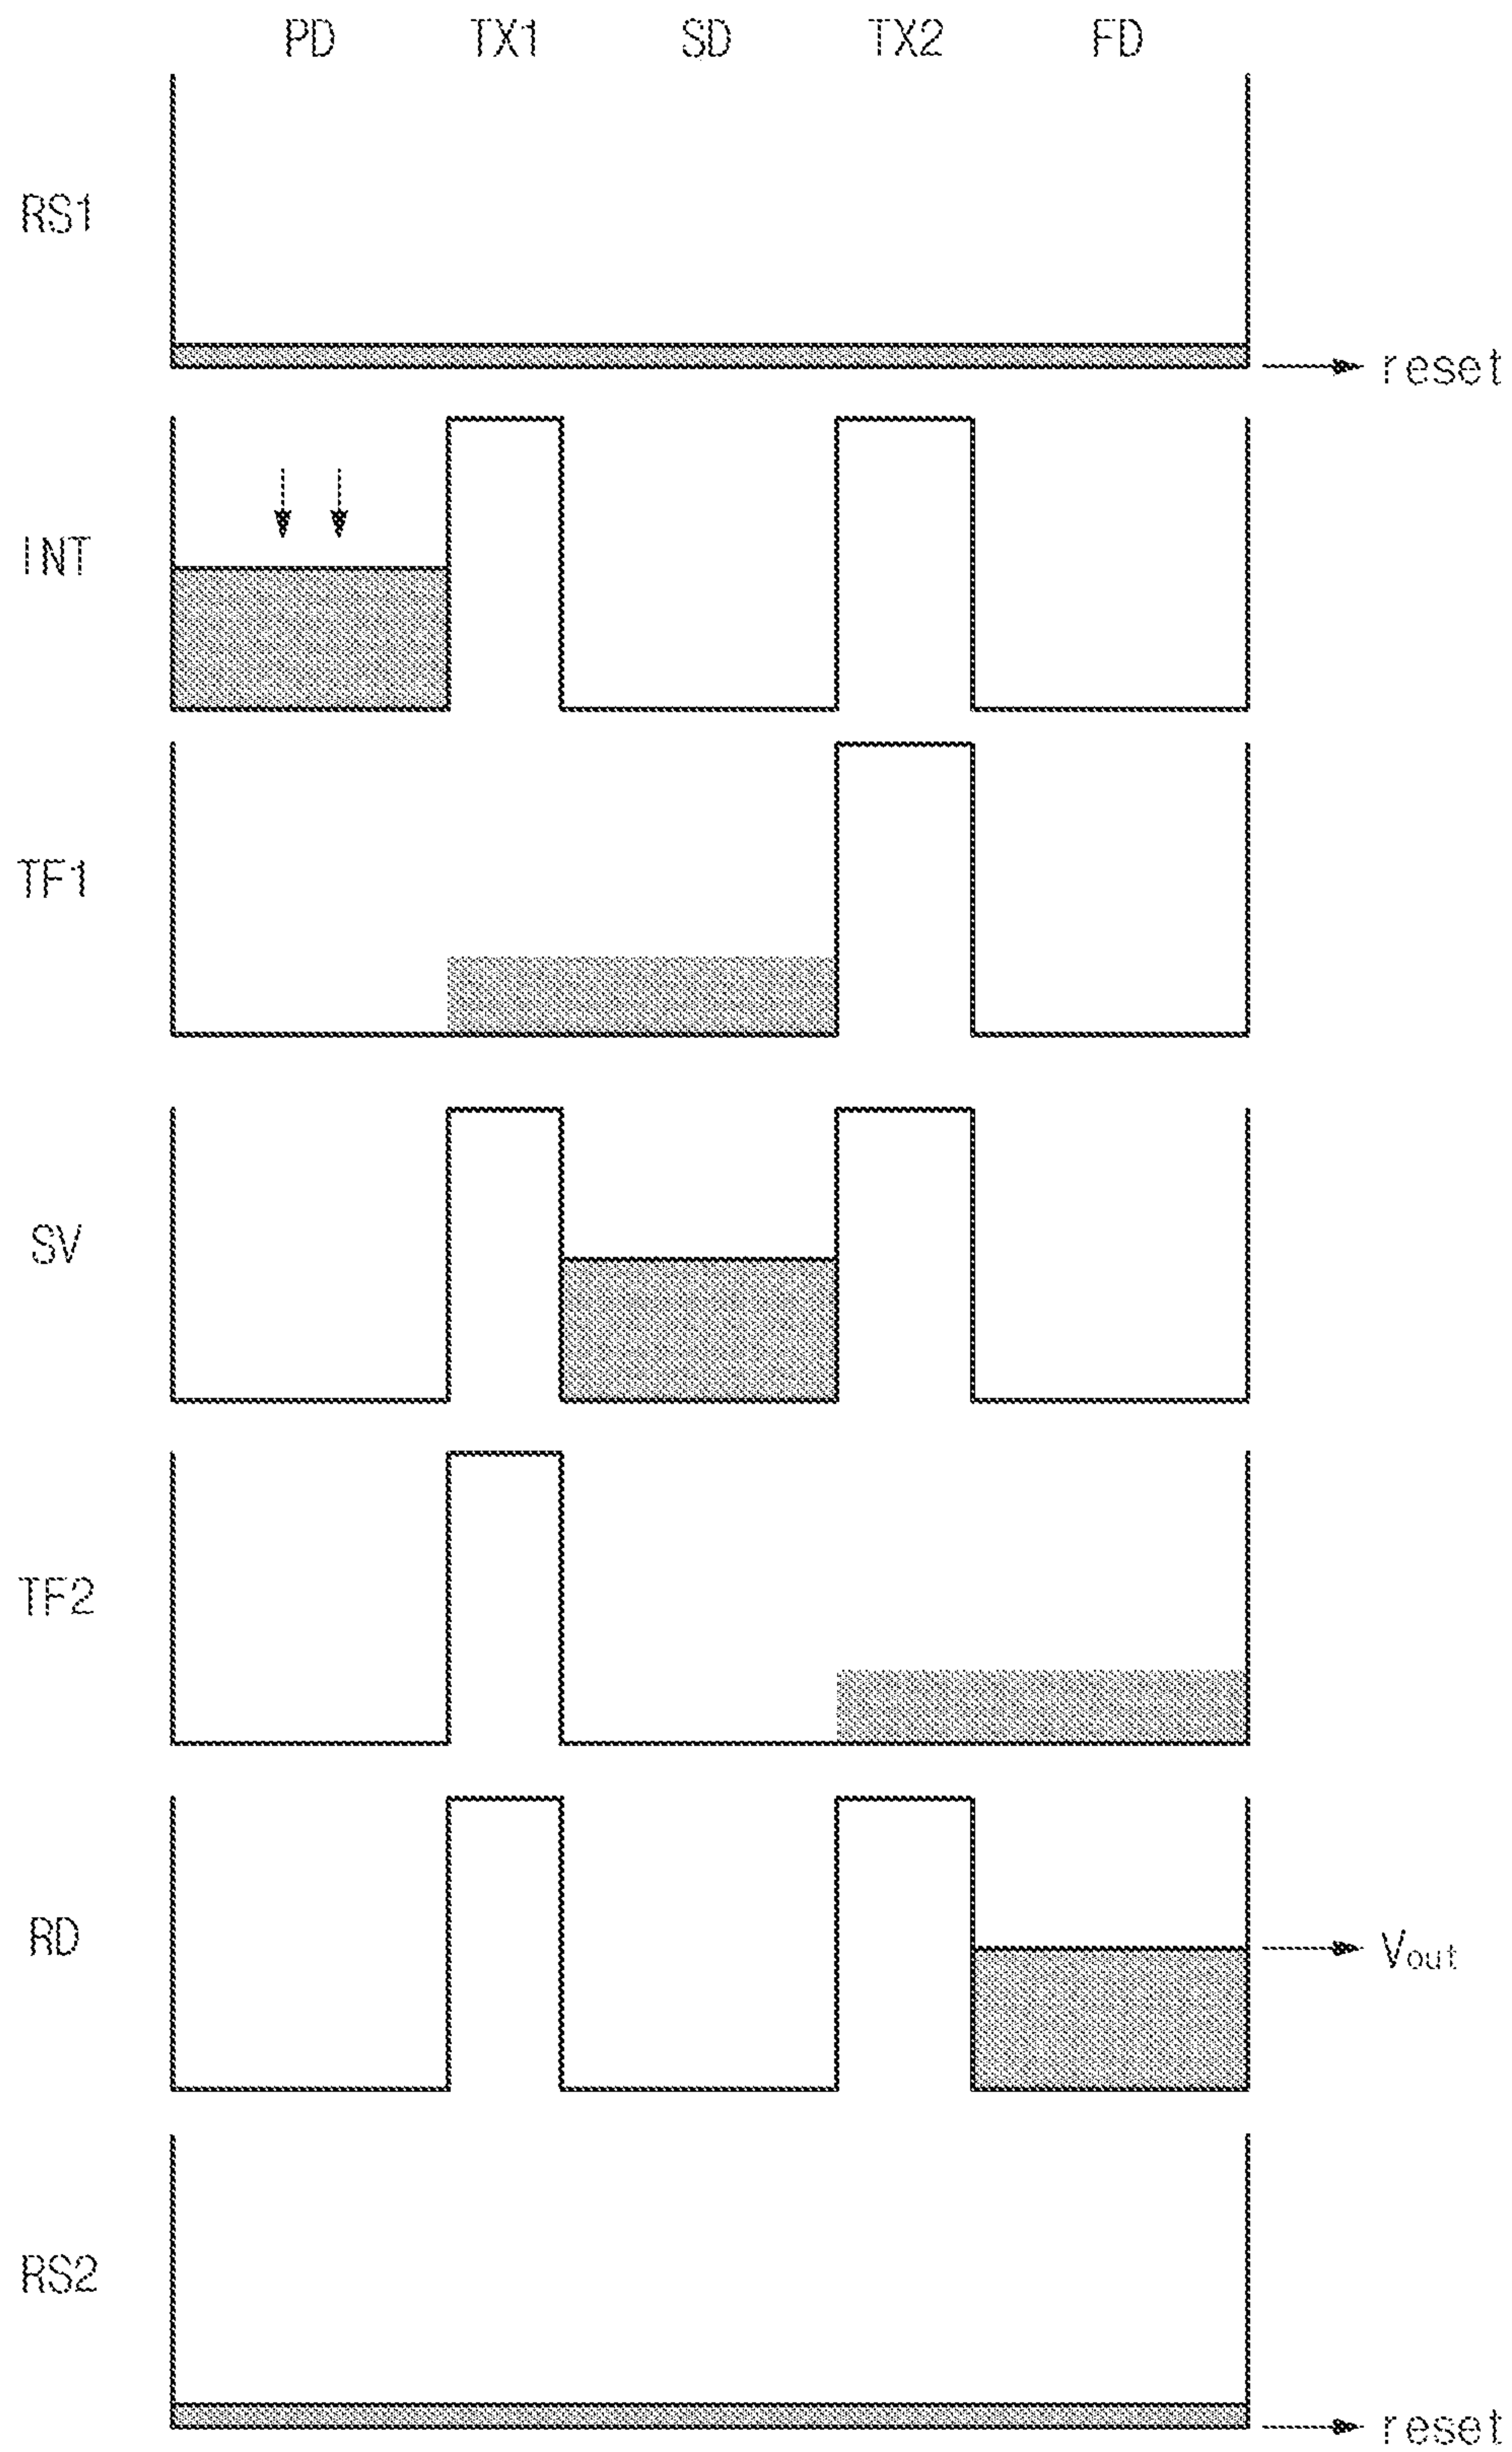 PD TX1 SD TX2 FD
RS1
reset
INT
TF1
SV
TF2
RD
Vout
RS2
reset